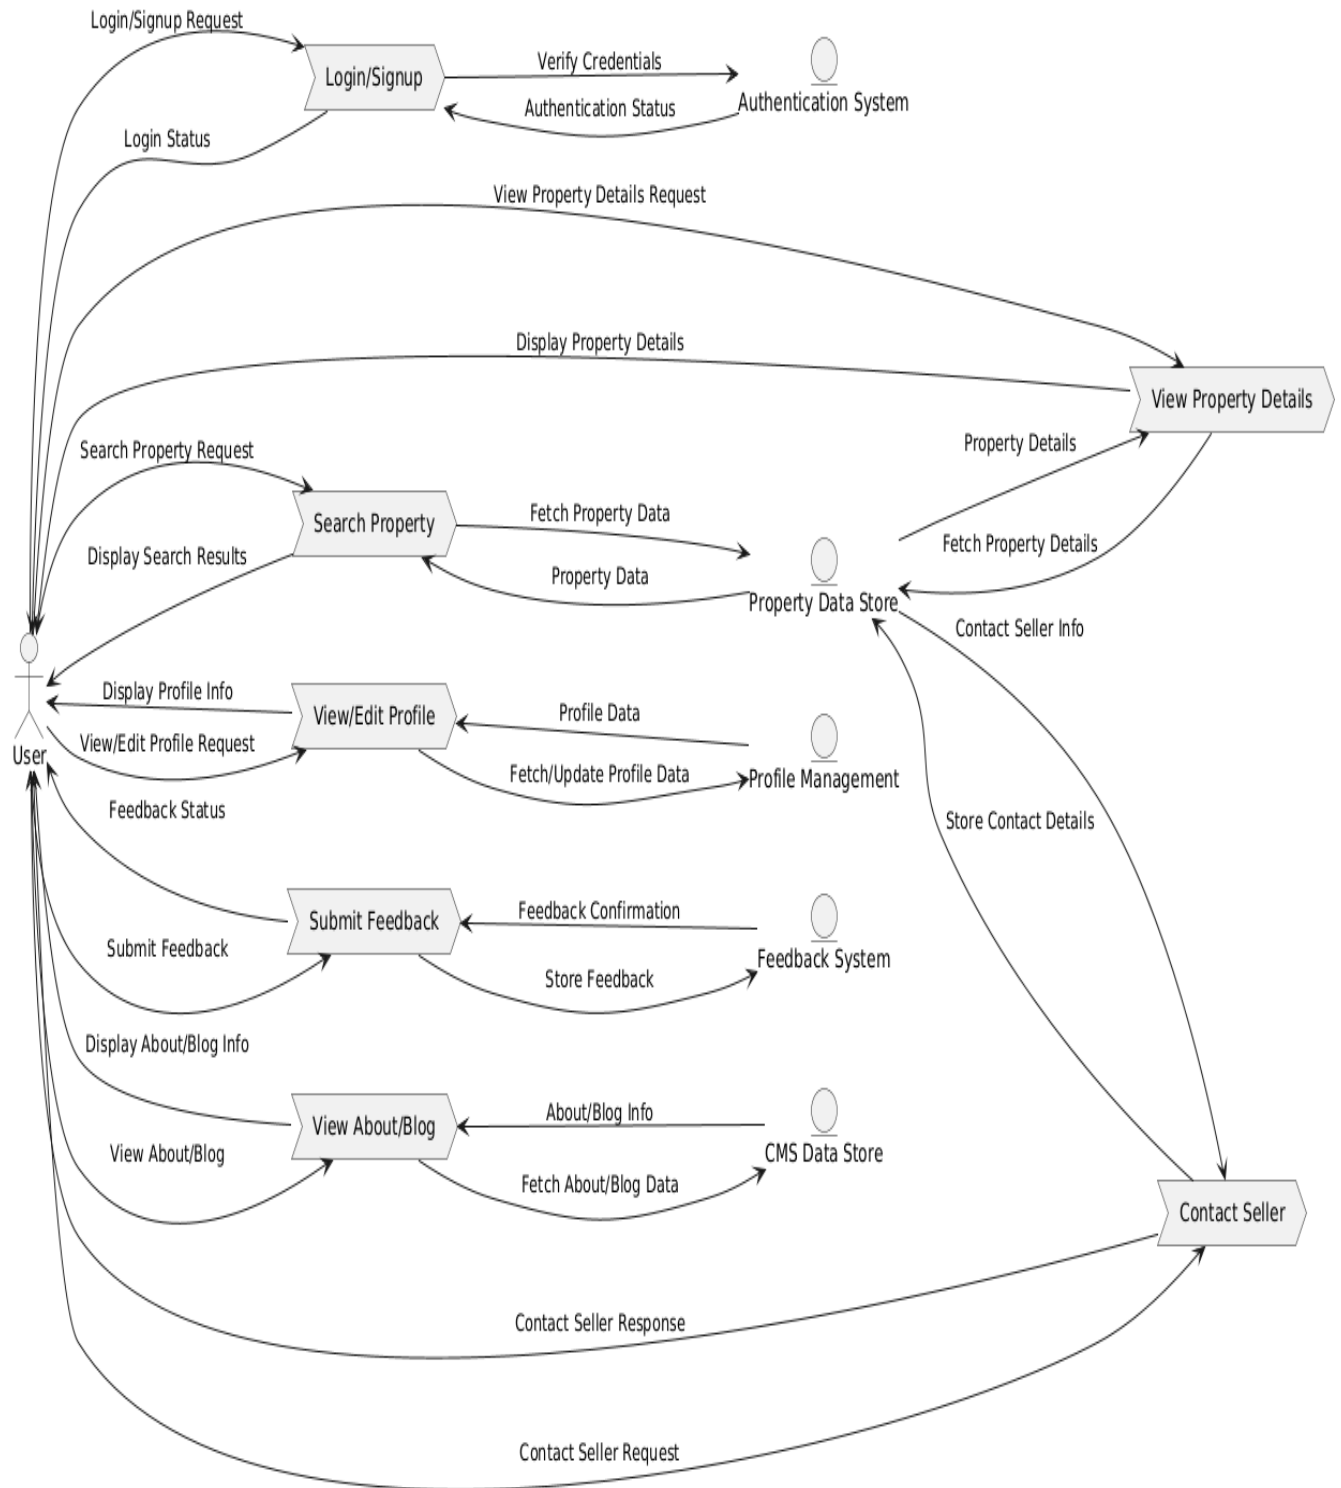 Login/Signup Request
Login/Signup
Verify Credentials
Authentication System
Authentication Status
Login Status
View Property Details Request
Display Property Details
View Property Details
Search Property Request
Property Details
Search Property
Fetch Property Data
Fetch Property Details
Display Search Results
Property Data
Property Data Store
Contact Seller Info
Display Profile Info
View/Edit Profile
Profile Data
User
View/Edit Profile Request
Fetch/Update Profile Data
Profile Management
Feedback Status
Store Contact Details
Submit Feedback
Feedback Confirmation
Submit Feedback
Feedback System
Store Feedback
Display About/Blog Info
View About/Blog
About/Blog Info
View About/Blog
CMS Data Store
Fetch About/Blog Data
Contact Seller
Contact Seller Response
Contact Seller Request